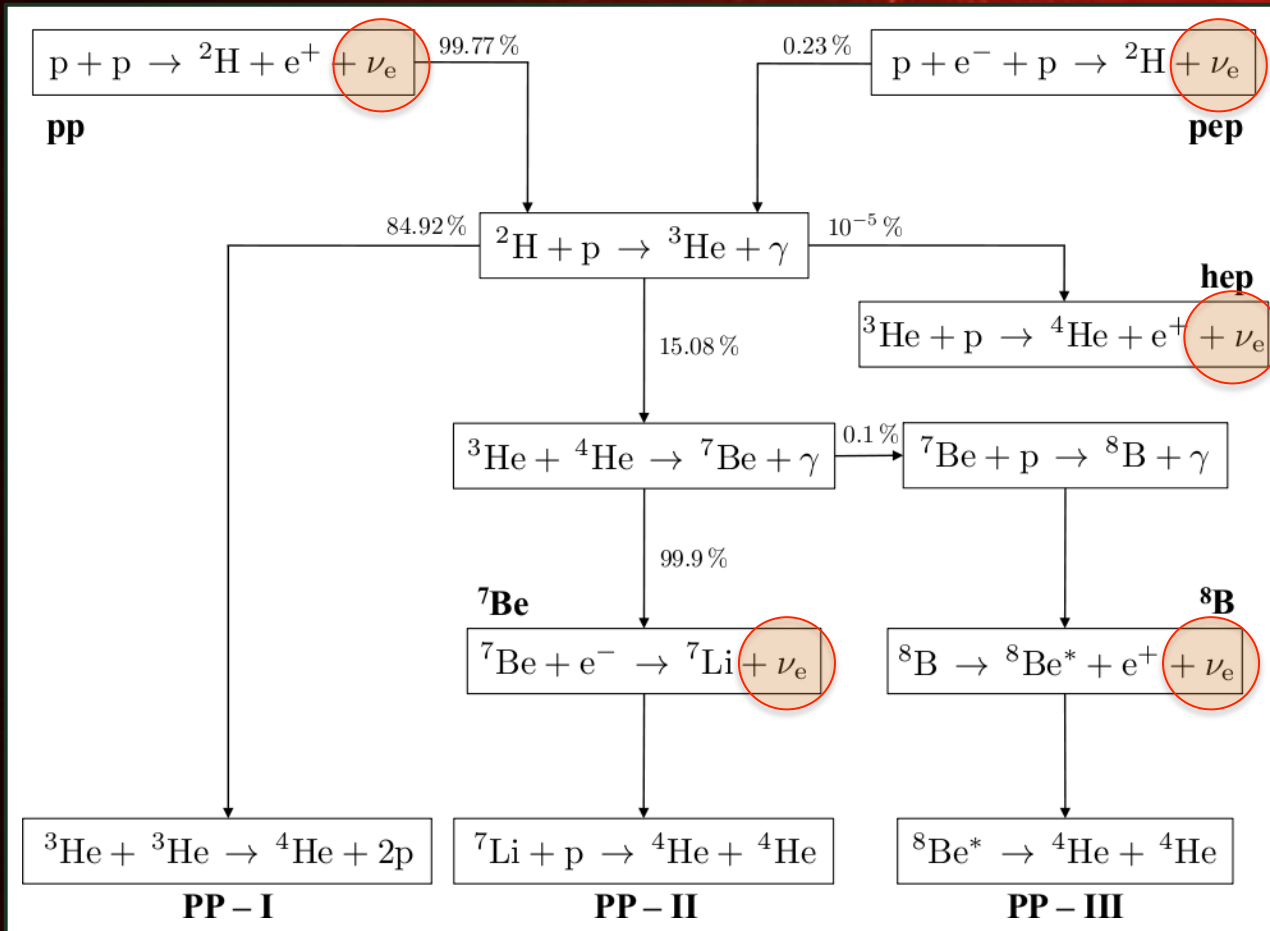 p + p → ²H + e⁺ + νₑ
99.77 %
0.23 %
p + e⁻ + p → ²H + νₑ
pp
pep
84.92 %
²H + p → ³He + γ
10⁻⁵ %
hep
³He + p → ⁴He + e⁺ + νₑ
15.08 %
³He + ⁴He → ⁷Be + γ
0.1 %
⁷Be + p → ⁸B + γ
99.9 %
⁷Be
⁸B
⁷Be + e⁻ → ⁷Li + νₑ
⁸B → ⁸Be* + e⁺ + νₑ
³He + ³He → ⁴He + 2p
⁷Li + p → ⁴He + ⁴He
⁸Be* → ⁴He + ⁴He
PP – I
PP – II
PP – III